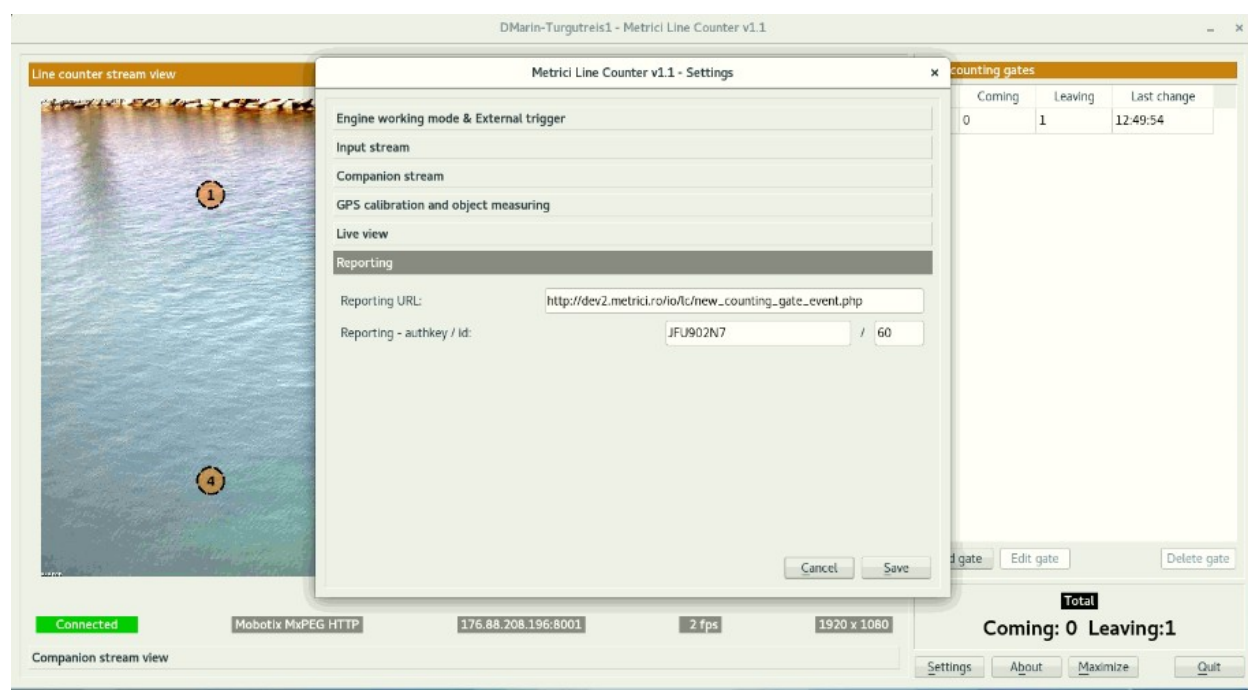 DMarin-Turgutreis1 - Metrici Line Counter v1.1
Line counter stream view
1
4
Metrici Line Counter v1.1 - Settings
Engine working mode & External trigger
Input stream
Companion stream
GPS calibration and object measuring
Live view
Reporting
Reporting URL: http://dev2.metrici.ro/io/lc/new_counting_gate_event.php
Reporting - authkey / id: JFU902N7 / 60
Cancel Save
counting gates
Coming Leaving Last change
0 1 12:49:54
gate Edit gate Delete gate
Total
Coming: 0 Leaving:1
Connected Mobotix MxPEG HTTP 176.88.208.196:8001 2 fps 1920 x 1080
Companion stream view
Settings About Maximize Quit